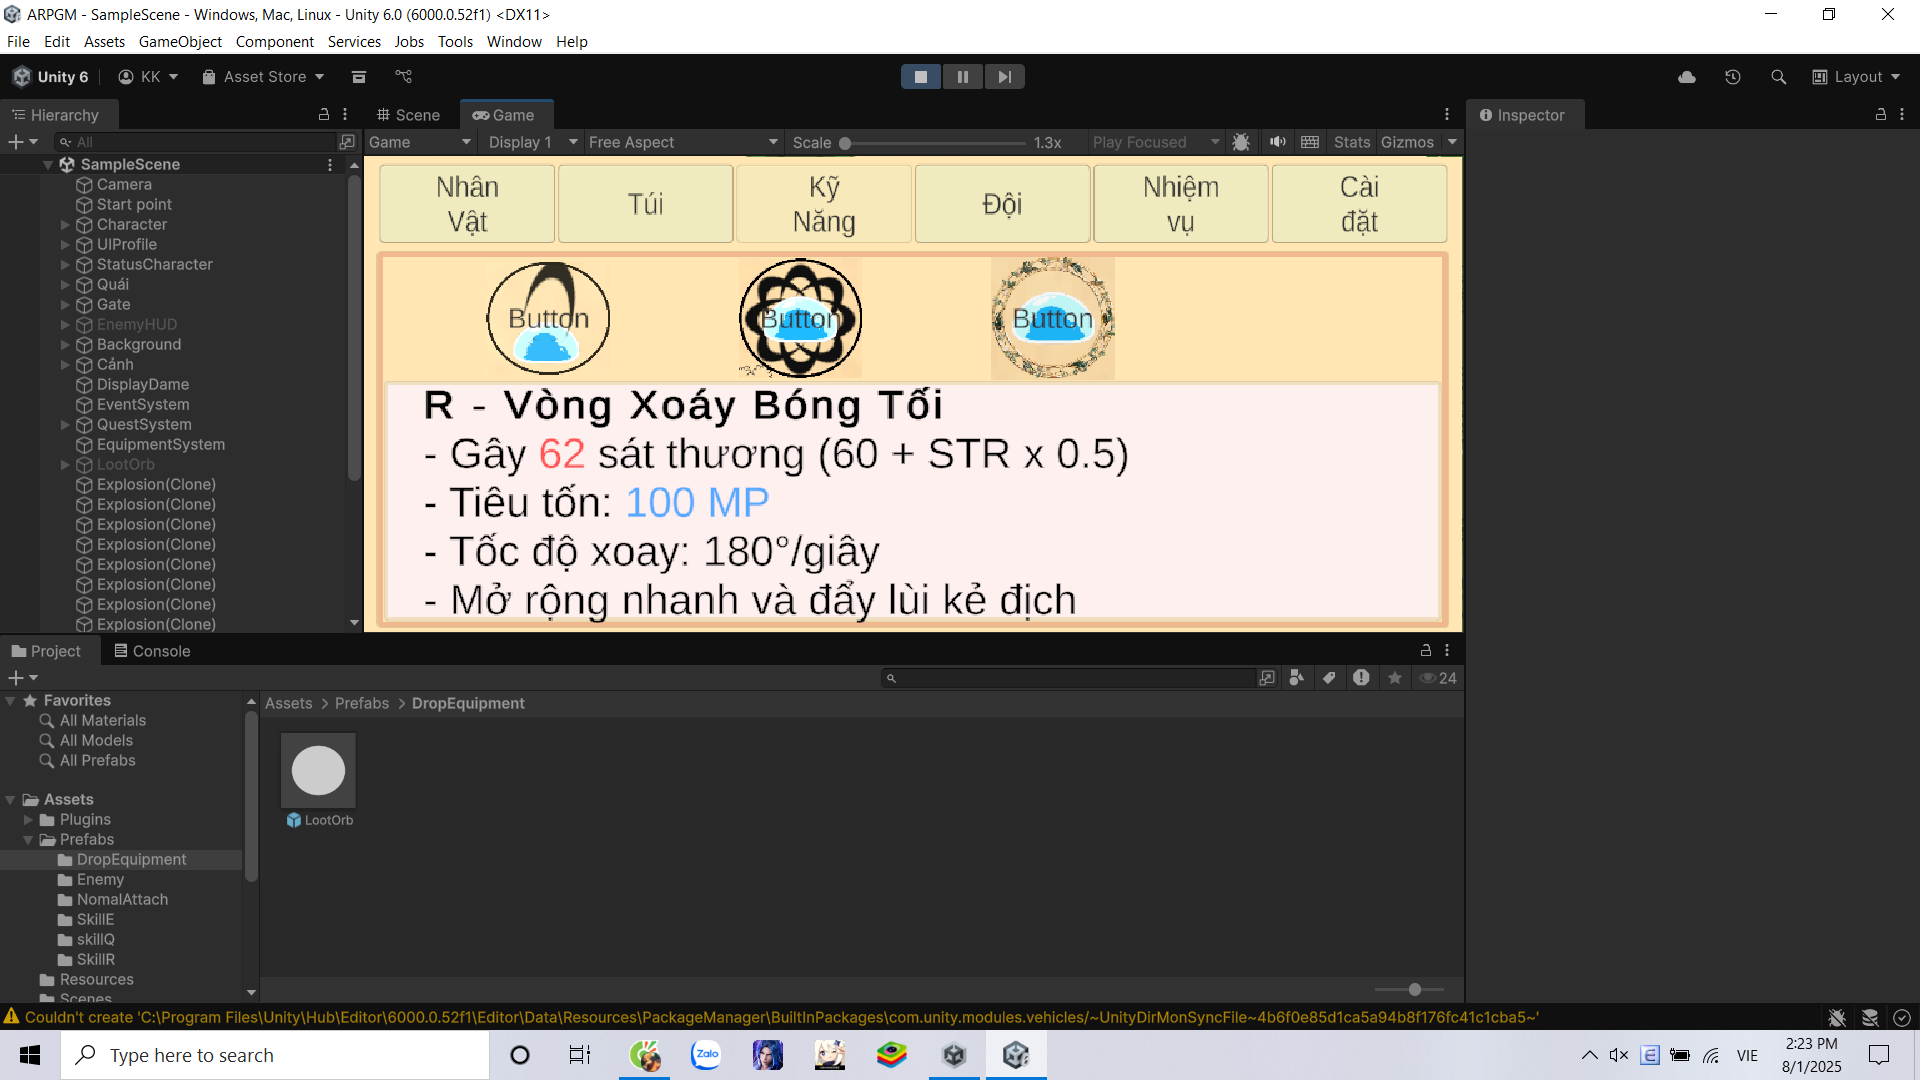 ARPGM - SampleScene - Windows, Mac, Linux - Unity 6.0 (6000.0.52f1) <DX11>
File Edit Assets GameObject Component Services Jobs Tools Window Help
Unity 6 KK Asset Store Layout
Hierarchy Scene Game Inspector
All Game Display 1 Free Aspect Scale 1.3x Play Focused Stats Gizmos
SampleScene
Camera
Start point
Character
UIProfile
StatusCharacter
Quái
Gate
EnemyHUD
Background
Cảnh
DisplayDame
EventSystem
QuestSystem
EquipmentSystem
LootOrb
Explosion(Clone)
Explosion(Clone)
Explosion(Clone)
Explosion(Clone)
Explosion(Clone)
Explosion(Clone)
Explosion(Clone)
Explosion(Clone)
Nhân
Vật
Túi
Kỹ
Năng
Đội
Nhiệm
vụ
Cài
đặt
Button Button Button
R - Vòng Xoáy Bóng Tối
- Gây 62 sát thương (60 + STR x 0.5)
- Tiêu tốn: 100 MP
- Tốc độ xoay: 180°/giây
- Mở rộng nhanh và đẩy lùi kẻ địch
Project Console
24
Favorites
All Materials
All Models
All Prefabs
Assets
Plugins
Prefabs
DropEquipment
Enemy
NomalAttach
SkillE
skillQ
SkillR
Resources
Scenes
Assets > Prefabs > DropEquipment
LootOrb
Couldn't create 'C:\Program Files\Unity\Hub\Editor\6000.0.52f1\Editor\Data\Resources\PackageManager\BuiltInPackages\com.unity.modules.vehicles/~UnityDirMonSyncFile~4b6f0e85d1ca5a94b8f176fc41c1cba5~'
Type here to search
Zalo
VIE
2:23 PM
8/1/2025